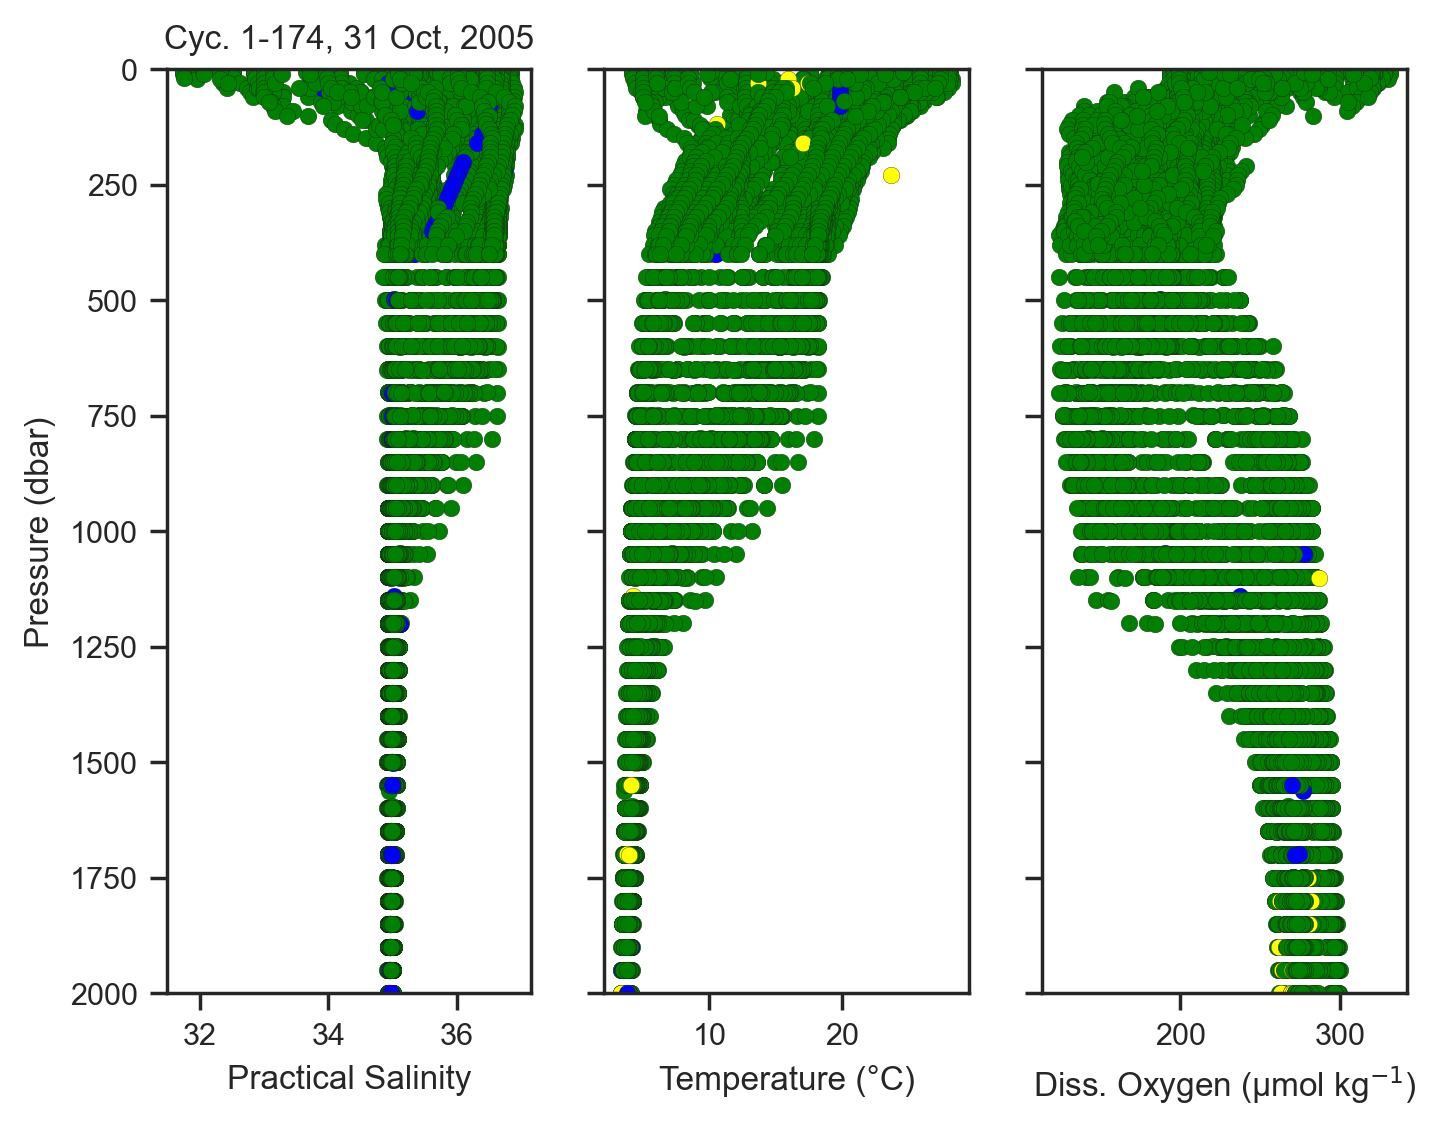 Cyc. 1-174, 31 Oct, 2005
0
250
500
750
1000
1250
1500
1750
2000
Pressure (dbar)
32 34 36
10 20
200 300
Practical Salinity
Temperature (°C)
Diss. Oxygen (µmol kg⁻¹)